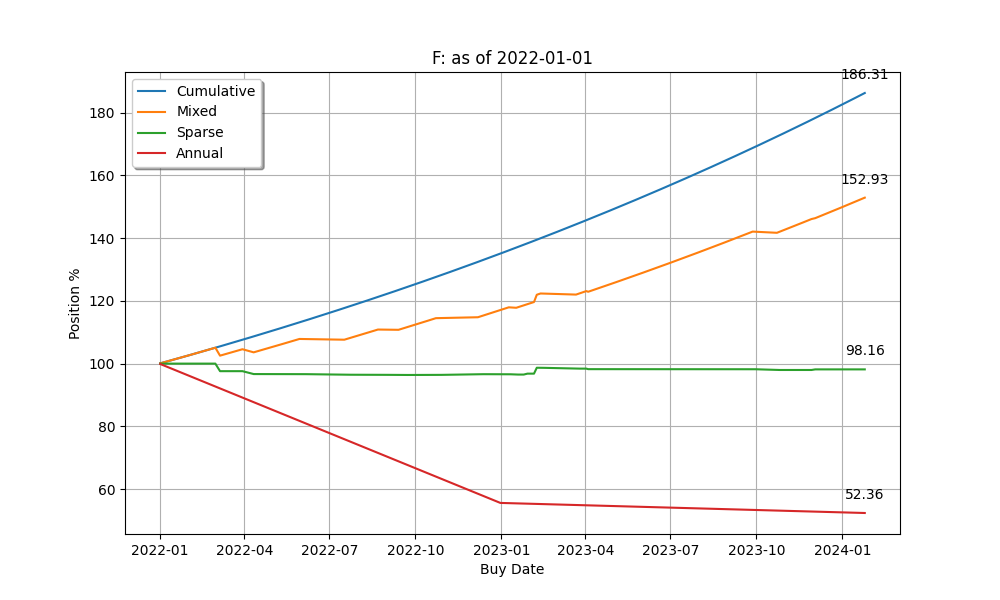 F: as of 2022-01-01
186.31
Cumulative
Mixed
Sparse
Annual
180
160
152.93
140
120
98.16
100
80
52.36
60
Position %
2022-01
2022-04
2022-07
2022-10
2023-01
2023-04
2023-07
2023-10
2024-01
Buy Date